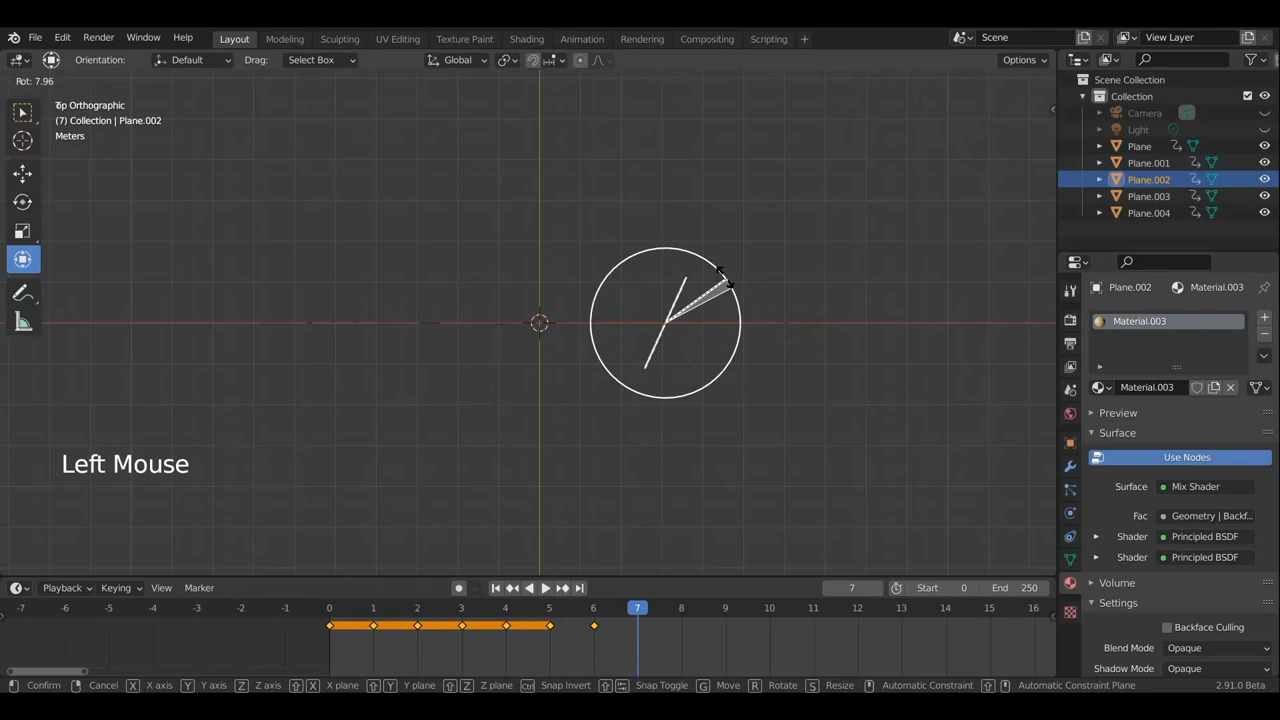 File Edit Render Window Help Layout Modeling Sculpting UV Editing Texture Paint Shading Animation Rendering Compositing Scripting + Scene View Layer
Orientation: Default Drag: Select Box Global Options
Rot: 7.96
Top Orthographic
(7) Collection | Plane.002
Meters
Scene Collection
Collection
Camera
Light
Plane
Plane.001
Plane.002
Plane.003
Plane.004
Plane.002 Material.003
Material.003
Material.003
Preview
Surface
Use Nodes
Surface Mix Shader
Fac Geometry | Backf...
Shader Principled BSDF
Shader Principled BSDF
Volume
Settings
Backface Culling
Blend Mode Opaque
Shadow Mode Opaque
Left Mouse
Playback Keying View Marker 7 Start 0 End 250
-7 -6 -5 -4 -3 -2 -1 0 1 2 3 4 5 6 7 8 9 10 11 12 13 14 15 16
Confirm Cancel X X axis Y Y axis Z Z axis X X plane Y Y plane Z Z plane Ctrl Snap Invert Snap Toggle G Move R Rotate S Resize Automatic Constraint Automatic Constraint Plane 2.91.0 Beta